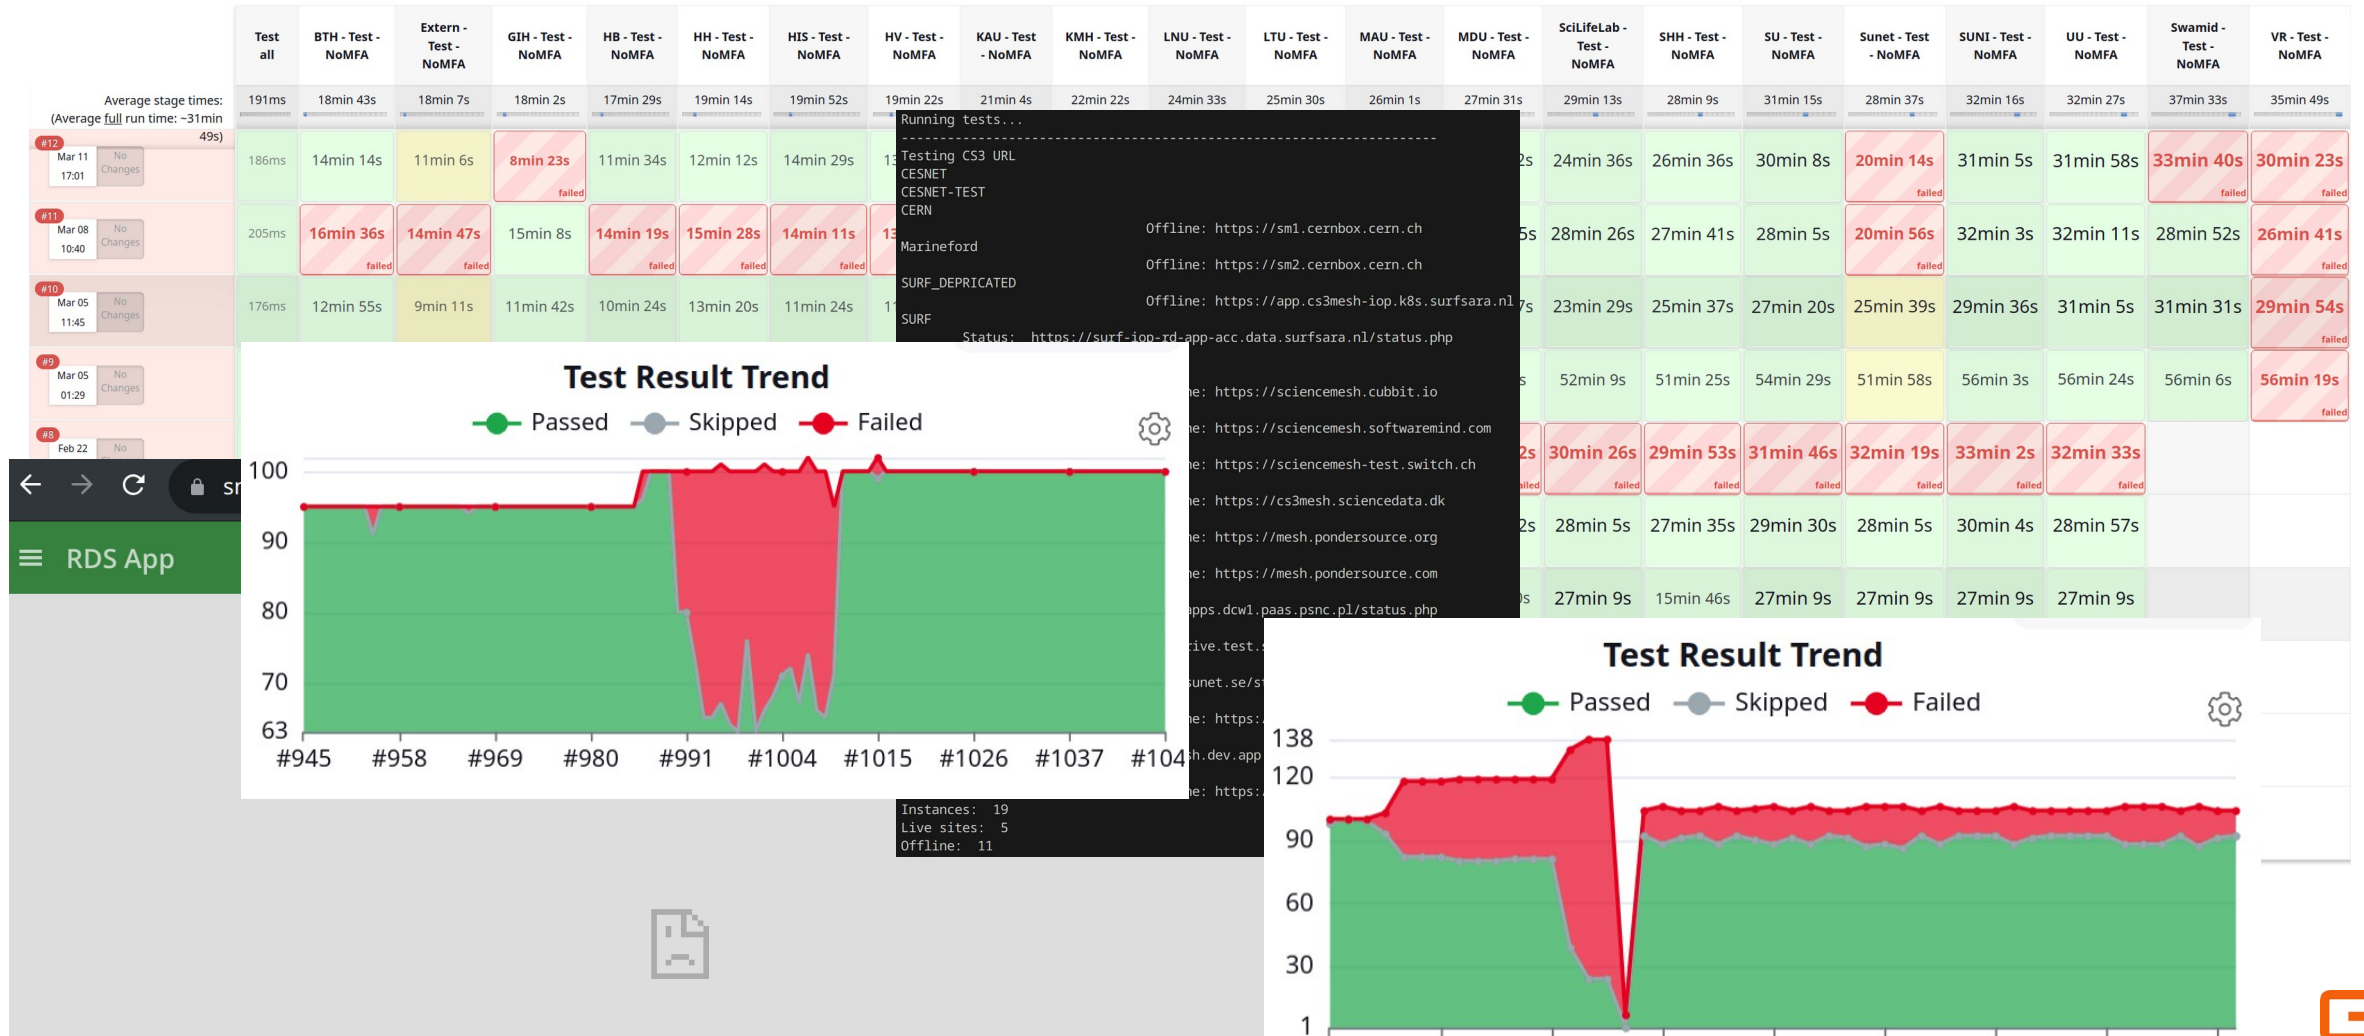 Test all
BTH - Test - NoMFA
Extern - Test - NoMFA
GIH - Test - NoMFA
HB - Test - NoMFA
HH - Test - NoMFA
HIS - Test - NoMFA
HV - Test - NoMFA
KAU - Test - NoMFA
KMH - Test - NoMFA
LNU - Test - NoMFA
LTU - Test - NoMFA
MAU - Test - NoMFA
MDU - Test - NoMFA
SciLifeLab - Test - NoMFA
SHH - Test - NoMFA
SU - Test - NoMFA
Sunet - Test - NoMFA
SUNI - Test - NoMFA
UU - Test - NoMFA
Swamid - Test - NoMFA
VR - Test - NoMFA
Average stage times:
(Average full run time: ~31min 49s)
191ms 18min 43s 18min 7s 18min 2s 17min 29s 19min 14s 19min 52s 19min 22s 21min 4s 22min 22s 24min 33s 25min 30s 26min 1s 27min 31s 29min 13s 28min 9s 31min 15s 28min 37s 32min 16s 32min 27s 37min 33s 35min 49s
#12
Mar 11 17:01
No Changes
186ms 14min 14s 11min 6s 8min 23s failed 11min 34s 12min 12s 14min 29s
24min 36s 26min 36s 30min 8s 20min 14s failed 31min 5s 31min 58s 33min 40s failed 30min 23s failed
#11
Mar 08 10:40
No Changes
205ms 16min 36s failed 14min 47s failed 15min 8s 14min 19s failed 15min 28s failed 14min 11s failed
28min 26s 27min 41s 28min 5s 20min 56s failed 32min 3s 32min 11s 28min 52s 26min 41s failed
#10
Mar 05 11:45
No Changes
176ms 12min 55s 9min 11s 11min 42s 10min 24s 13min 20s 11min 24s
23min 29s 25min 37s 27min 20s 25min 39s 29min 36s 31min 5s 31min 31s 29min 54s failed
#9
Mar 05 01:29
No Changes
52min 9s 51min 25s 54min 29s 51min 58s 56min 3s 56min 24s 56min 6s 56min 19s failed
#8
Feb 22
No Changes
30min 26s failed 29min 53s failed 31min 46s failed 32min 19s failed 33min 2s failed 32min 33s failed
28min 5s 27min 35s 29min 30s 28min 5s 30min 4s 28min 57s
27min 9s 15min 46s 27min 9s 27min 9s 27min 9s 27min 9s
Running tests...
----------------------------------------------------------------------
Testing CS3 URL
CESNET
CESNET-TEST
CERN
Offline: https://sm1.cernbox.cern.ch
Marineford
Offline: https://sm2.cernbox.cern.ch
SURF_DEPRICATED
Offline: https://app.cs3mesh-iop.k8s.surfsara.nl
SURF
Status: https://surf-iop-rd-app-acc.data.surfsara.nl/status.php
https://sciencemesh.cubbit.io
https://sciencemesh.softwaremind.com
https://sciencemesh-test.switch.ch
https://cs3mesh.sciencedata.dk
https://mesh.pondersource.org
https://mesh.pondersource.com
apps.dcw1.paas.psnc.pl/status.php
rive.test.
sunet.se/s
https:
sh.dev.app
https:
Instances: 19
Live sites: 5
Offline: 11
RDS App
Test Result Trend
Passed Skipped Failed
100
90
80
70
63
#945 #958 #969 #980 #991 #1004 #1015 #1026 #1037 #104
Test Result Trend
Passed Skipped Failed
138
120
90
60
30
1